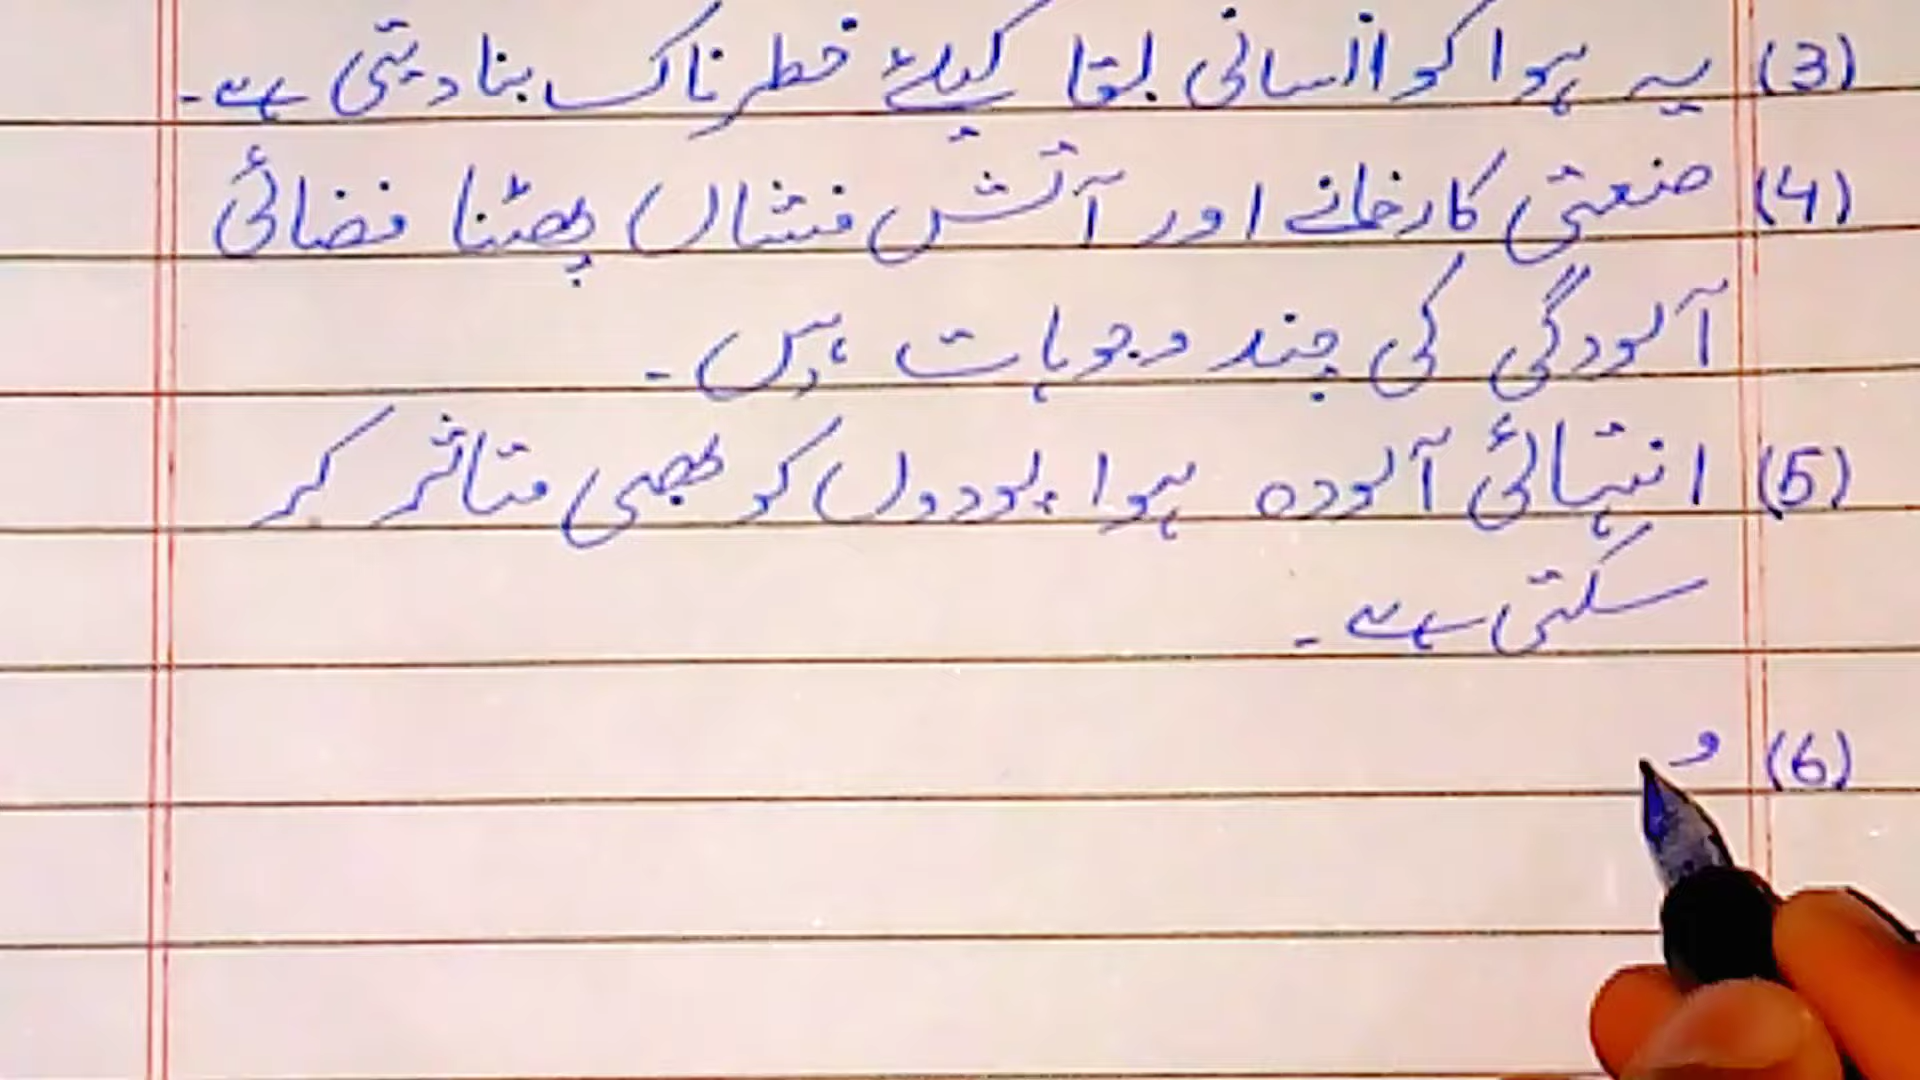 (3) یہ ہوا کو انسانی بقا کیلئے خطرناک بنا دیتی ہے۔
(4) صنعتی کارخانے اور آتش فشاں پھٹنا فضائی
آلودگی کی چند وجوہات ہیں۔
(5) انتہائی آلودہ ہوا پودوں کو بھی متاثر کر
سکتی ہے۔
(6) و